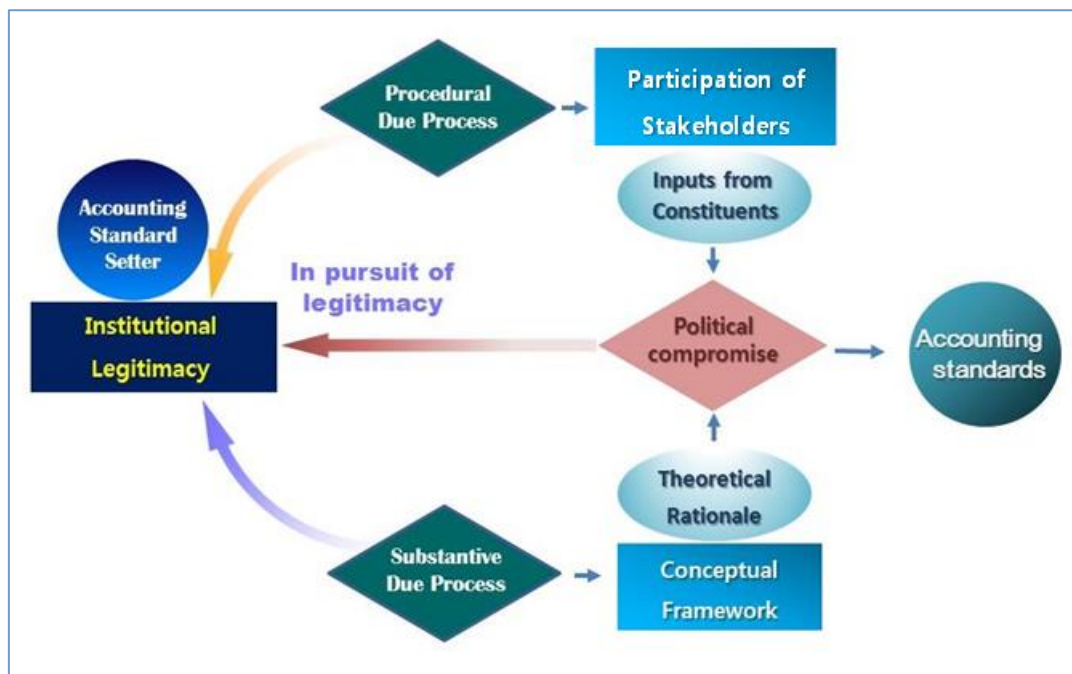 Procedural
Due Process
Participation of
Stakeholders
Inputs from
Constituents
Accounting
Standard
Setter
In pursuit of
legitimacy
Institutional
Legitimacy
Political
compromise
Accounting
standards
Theoretical
Rationale
Substantive
Due Process
Conceptual
Framework